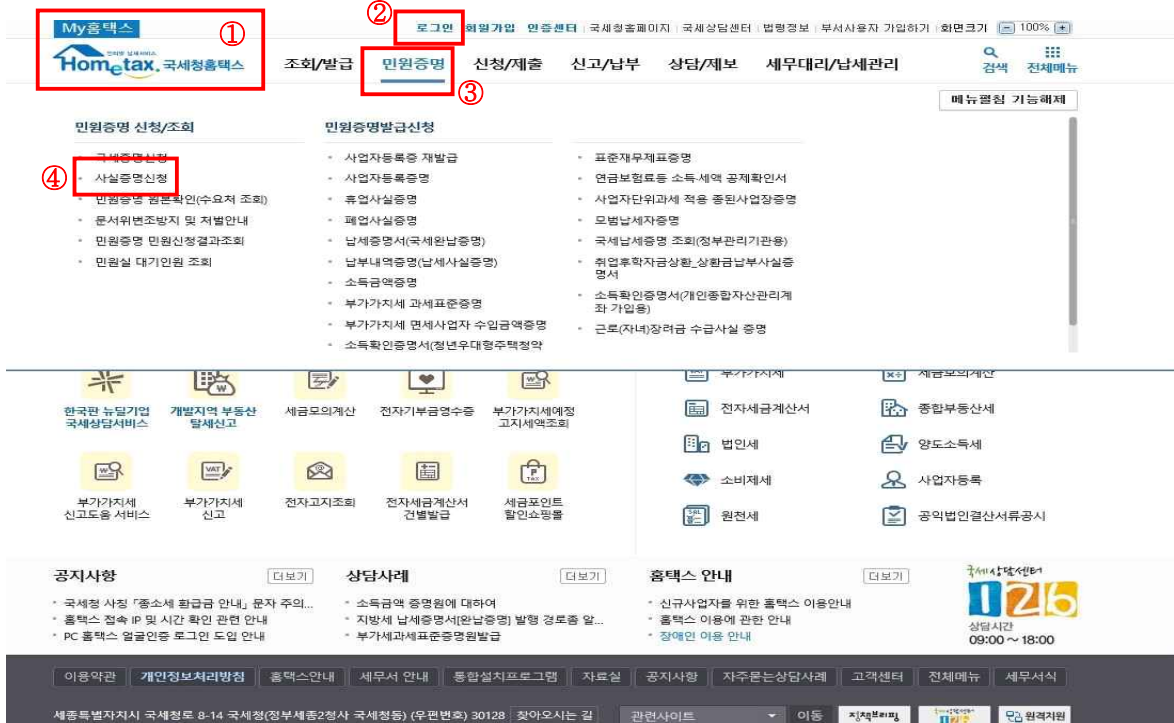 My홈택스
①
②
로그인 회원가입 인증센터 국세청홈페이지 국세상담센터 법령정보 부서사용자 가입하기 화면크기 100%
Hometax. 국세청홈택스
조회/발급 민원증명 신청/제출 신고/납부 상담/제보 세무대리/납세관리
검색 전체메뉴
③
메뉴펼침 기능해제
민원증명 신청/조회
국세증명신청
④
사실증명신청
민원증명 원본확인(수요처 조회)
문서위변조방지 및 처벌안내
민원증명 민원신청결과조회
민원실 대기인원 조회
민원증명발급신청
사업자등록증 재발급
사업자등록증명
휴업사실증명
폐업사실증명
납세증명서(국세완납증명)
납부내역증명(납세사실증명)
소득금액증명
부가가치세 과세표준증명
부가가치세 면세사업자 수입금액증명
소득확인증명서(청년우대형주택청약
표준재무제표증명
연금보험료등 소득·세액 공제확인서
사업자단위과세 적용 종된사업장증명
모범납세자증명
국세납세증명 조회(정부관리기관용)
취업후학자금상환_상환금납부사실증
명서
소득확인증명서(개인종합자산관리계
좌 가입용)
근로(자녀)장려금 수급사실 증명
한국판 뉴딜기업
국세상담서비스
개발지역 부동산
탈세신고
세금모의계산
전자기부금영수증
부가가치세예정
고지세액조회
부가가치세
신고도움 서비스
부가가치세
신고
전자고지조회
전자세금계산서
건별발급
세금포인트
할인쇼핑몰
부가가치세
세금모의계산
전자세금계산서
종합부동산세
법인세
양도소득세
소비제세
사업자등록
원천세
공익법인결산서류공시
공지사항 더보기
국세청 사칭 「종소세 환급금 안내」 문자 주의...
홈택스 접속 IP 및 시간 확인 관련 안내
PC 홈택스 얼굴인증 로그인 도입 안내
상담사례 더보기
소득금액 증명원에 대하여
지방세 납세증명서[완납증명] 발행 경로좀 알...
부가세과세표준증명원발급
홈택스 안내 더보기
신규사업자를 위한 홈택스 이용안내
홈택스 이용에 관한 안내
장애인 이용 안내
국세상담센터
126
상담시간
09:00 ~ 18:00
이용약관 개인정보처리방침 홈택스안내 세무서 안내 통합설치프로그램 자료실 공지사항 자주묻는상담사례 고객센터 전체메뉴 세무서식
세종특별자치시 국세청로 8-14 국세청(정부세종2청사 국세청동) (우편번호) 30128 찾아오시는 길 관련사이트 이동 정책브리핑 126 원격지원